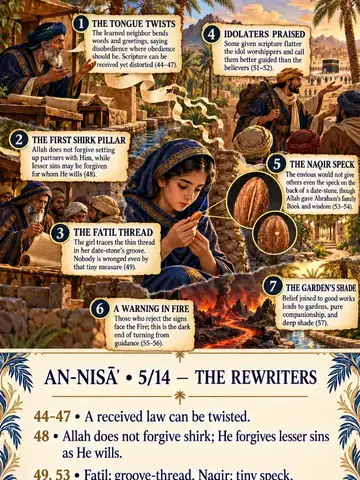 1 THE TONGUE TWISTS
The learned neighbor bends
words and greetings, saying
disobedience where obedience
should be. Scripture can be
received yet distorted (44–47).
2 THE FIRST SHIRK PILLAR
Allah does not forgive setting
up partners with Him, while
lesser sins may be forgiven
for whom He wills (48).
3 THE FATIL THREAD
The girl traces the thin thread
in her date-stone's groove.
Nobody is wronged even by
that tiny measure (49).
4 IDOLATERS PRAISED
Some given scripture flatter
the idol worshippers and call
them better guided than the
believers (51–52).
5 THE NAQIR SPECK
The envious would not give
others even the speck on the
back of a date-stone, though
Allah gave Abraham's family
Book and wisdom (53–54).
6 A WARNING IN FIRE
Those who reject the signs
face the Fire; this is the dark
end of turning from
guidance (55–56).
7 THE GARDEN'S SHADE
Belief joined to good works
leads to gardens, pure
companionship, and
deep shade (57).
AN-NISĀ' • 5/14 – THE REWRITERS
44–47 • A received law can be twisted.
48 • Allah does not forgive shirk; He forgives lesser sins
as He wills.
49, 53 • Fatil: groove-thread. Naqir: tiny speck.